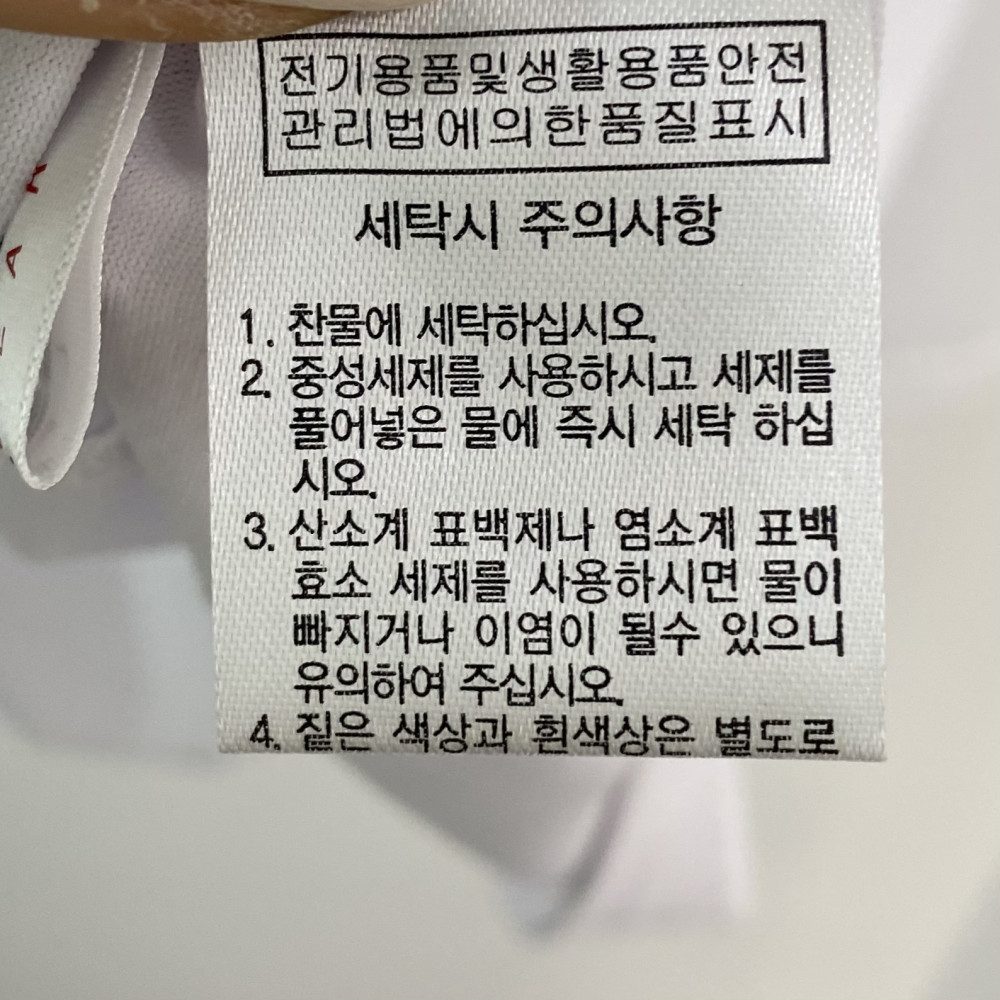 전기용품및생활용품안전
관리법에의한품질표시
세탁시 주의사항
1. 찬물에 세탁하십시오.
2. 중성세제를 사용하시고 세제를
풀어넣은 물에 즉시 세탁 하십
시오.
3. 산소계 표백제나 염소계 표백
효소 세제를 사용하시면 물이
빠지거나 이염이 될수 있으니
유의하여 주십시오.
4. 짙은 색상과 흰색상은 별도로